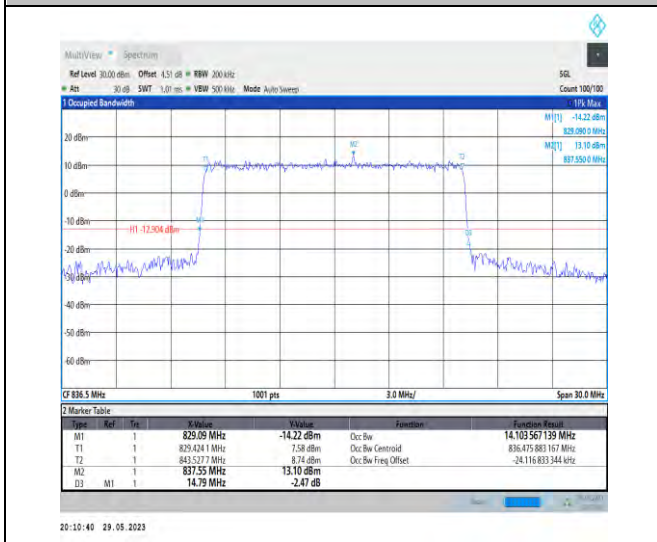 MultiView Spectrum
Ref Level 30.00 dBm Offset 4.51 dB RBW 200 kHz SGL
Att 30 dB SWT 1.01 ms VBW 500 kHz Mode Auto Sweep Count 100/100
1 Occupied Bandwidth 1Pk Max
M1[1] -14.22 dBm
829.090 0 MHz
M2[1] 13.10 dBm
837.550 0 MHz
20 dBm
M2
T1
T2
10 dBm
0 dBm
-10 dBm
M1
H1 -12.904 dBm
-20 dBm
-30 dBm
-40 dBm
-50 dBm
-60 dBm
CF 836.5 MHz 1001 pts 3.0 MHz/ Span 30.0 MHz
2 Marker Table
Type Ref Trc X-Value Y-Value Function Function Result
M1 1 829.09 MHz -14.22 dBm Occ Bw 14.103 567 139 MHz
T1 1 829.424 1 MHz 7.58 dBm Occ Bw Centroid 836.475 883 167 MHz
T2 1 843.527 7 MHz 8.74 dBm Occ Bw Freq Offset -24.116 833 344 kHz
M2 1 837.55 MHz 13.10 dBm
D3 M1 1 14.79 MHz -2.47 dB
20:10:40 29.05.2023